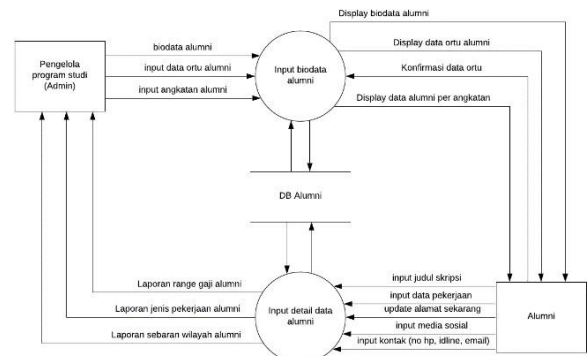 Display biodata alumni
Pengelola
program studi
(Admin)
biodata alumni
input data ortu alumni
input angkatan alumni
Input biodata
alumni
Display data ortu alumni
Konfirmasi data ortu
Display data alumni per angkatan
DB Alumni
Laporan range gaji alumni
Laporan jenis pekerjaan alumni
Laporan sebaran wilayah alumni
Input detail data
alumni
input judul skripsi
input data pekerjaan
update alamat sekarang
input media sosial
input kontak (no hp, idline, email)
Alumni